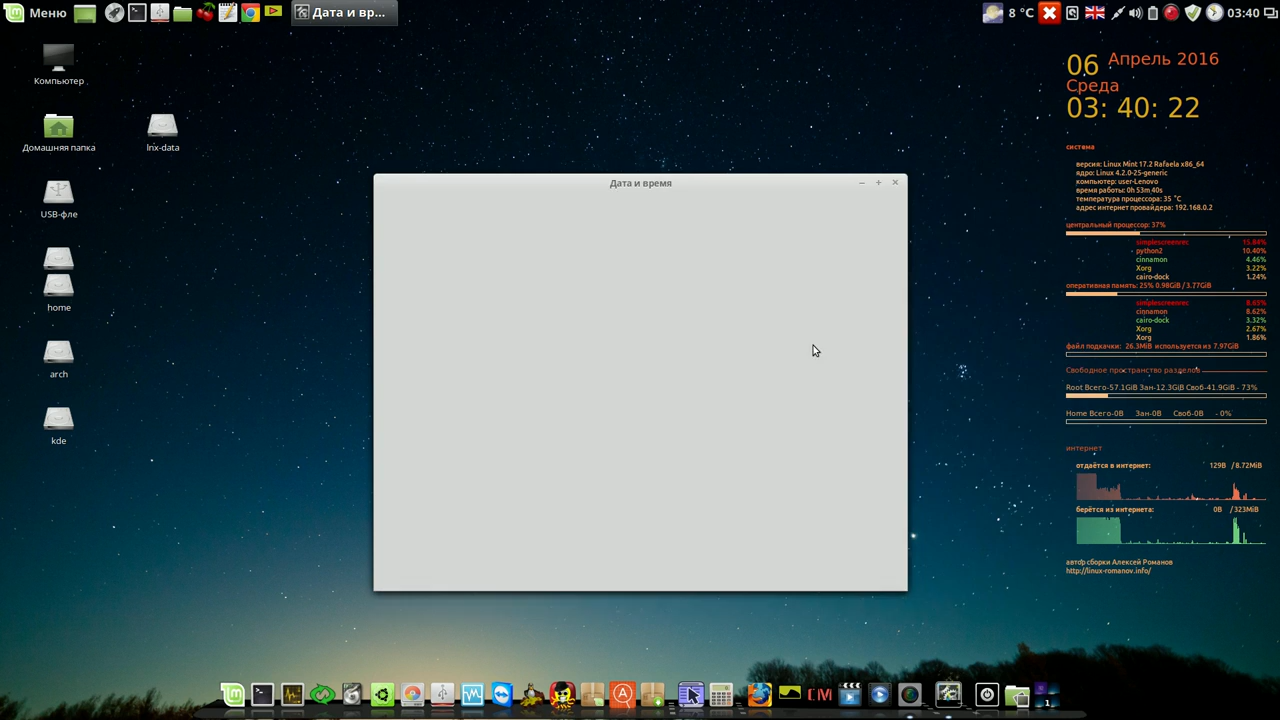 Меню
Дата и вр...
8 °C
03:40
Компьютер
Домашняя папка
lnx-data
USB-фле
home
arch
kde
Дата и время
06 Апрель 2016
Среда
03: 40: 22
система
версия: Linux Mint 17.2 Rafaela x86_64
ядро: Linux 4.2.0-25-generic
компьютер: user-Lenovo
время работы: 0h 53m 40s
температура процессора: 35 °C
адрес интернет провайдера: 192.168.0.2
центральный процессор: 37%
simplescreenrec 15.84%
python2 10.40%
cinnamon 4.46%
Xorg 3.22%
cairo-dock 1.24%
оперативная память: 25% 0.98GiB / 3.77GiB
simplescreenrec 8.65%
cinnamon 8.62%
cairo-dock 3.32%
Xorg 2.67%
Xorg 1.86%
файл подкачки: 26.3MiB используется из 7.97GiB
Свободное пространство разделов
Root Всего-57.1GiB Зан-12.3GiB Своб-41.9GiB - 73%
Home Всего-0B Зан-0B Своб-0B - 0%
интернет
отдаётся в интернет: 129B / 8.72MiB
берётся из интернета: 0B / 323MiB
автор сборки Алексей Романов
http://linux-romanov.info/
CM
1